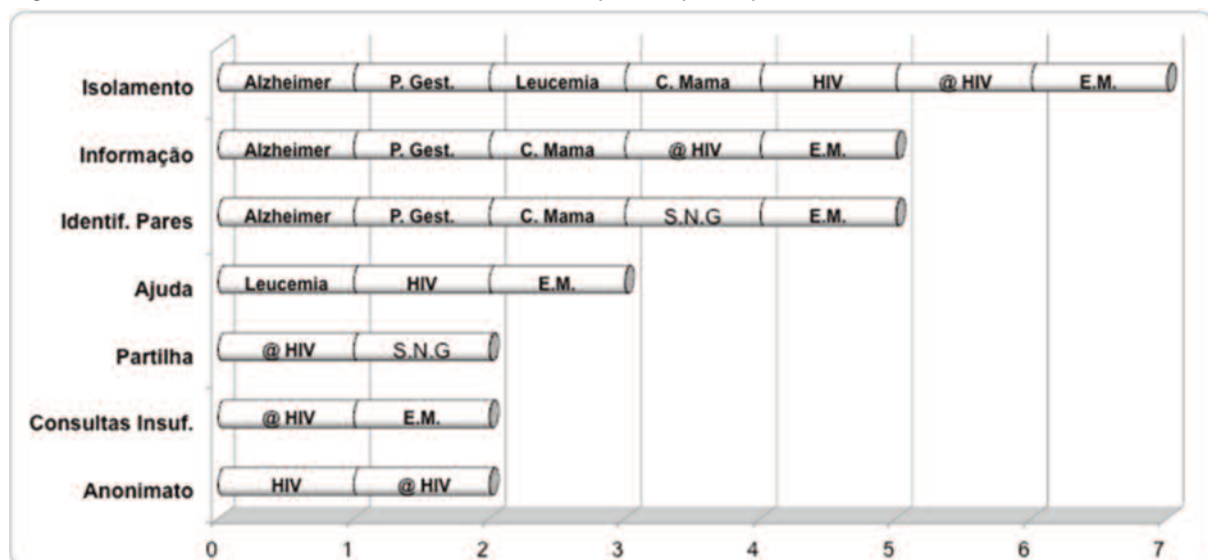 Isolamento Alzheimer P. Gest. Leucemia C. Mama HIV @ HIV E.M.
Informação Alzheimer P. Gest. C. Mama @ HIV E.M.
Identif. Pares Alzheimer P. Gest. C. Mama S.N.G E.M.
Ajuda Leucemia HIV E.M.
Partilha @ HIV S.N.G
Consultas Insuf. @ HIV E.M.
Anonimato HIV @ HIV
0 1 2 3 4 5 6 7